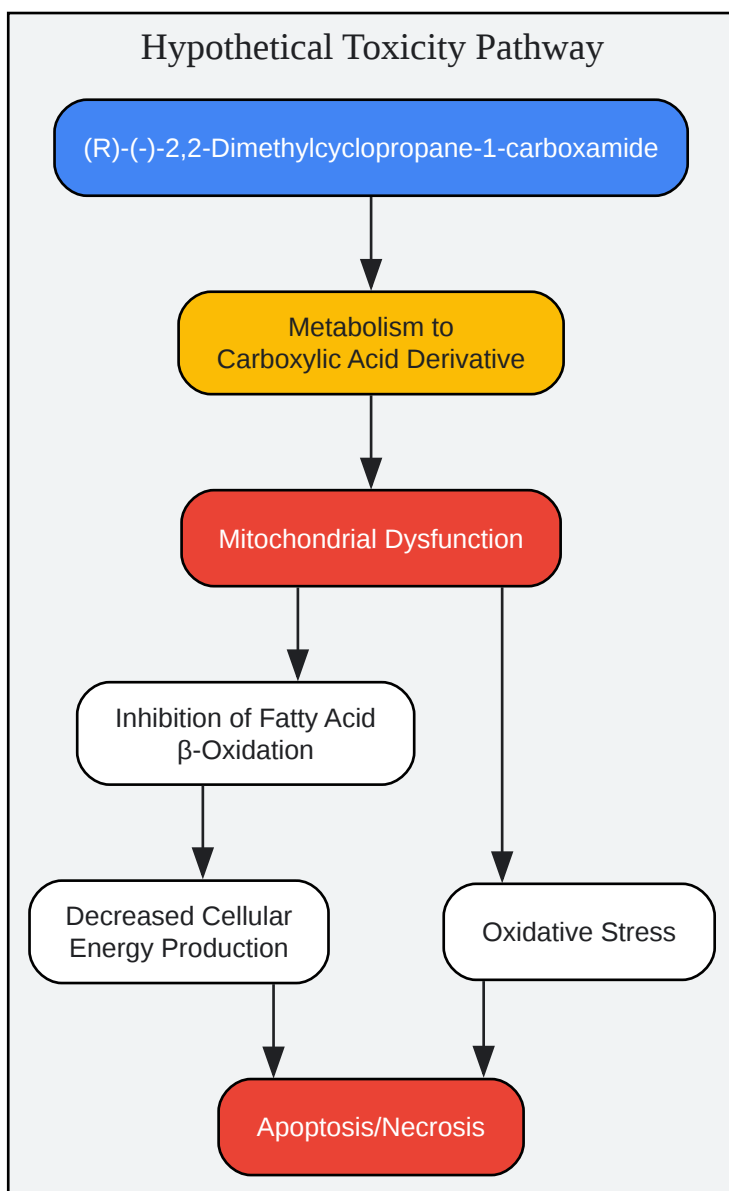 Hypothetical Toxicity Pathway
(R)-(-)-2,2-Dimethylcyclopropane-1-carboxamide
Metabolism to
Carboxylic Acid Derivative
Mitochondrial Dysfunction
Inhibition of Fatty Acid
β-Oxidation
Decreased Cellular
Energy Production
Oxidative Stress
Apoptosis/Necrosis